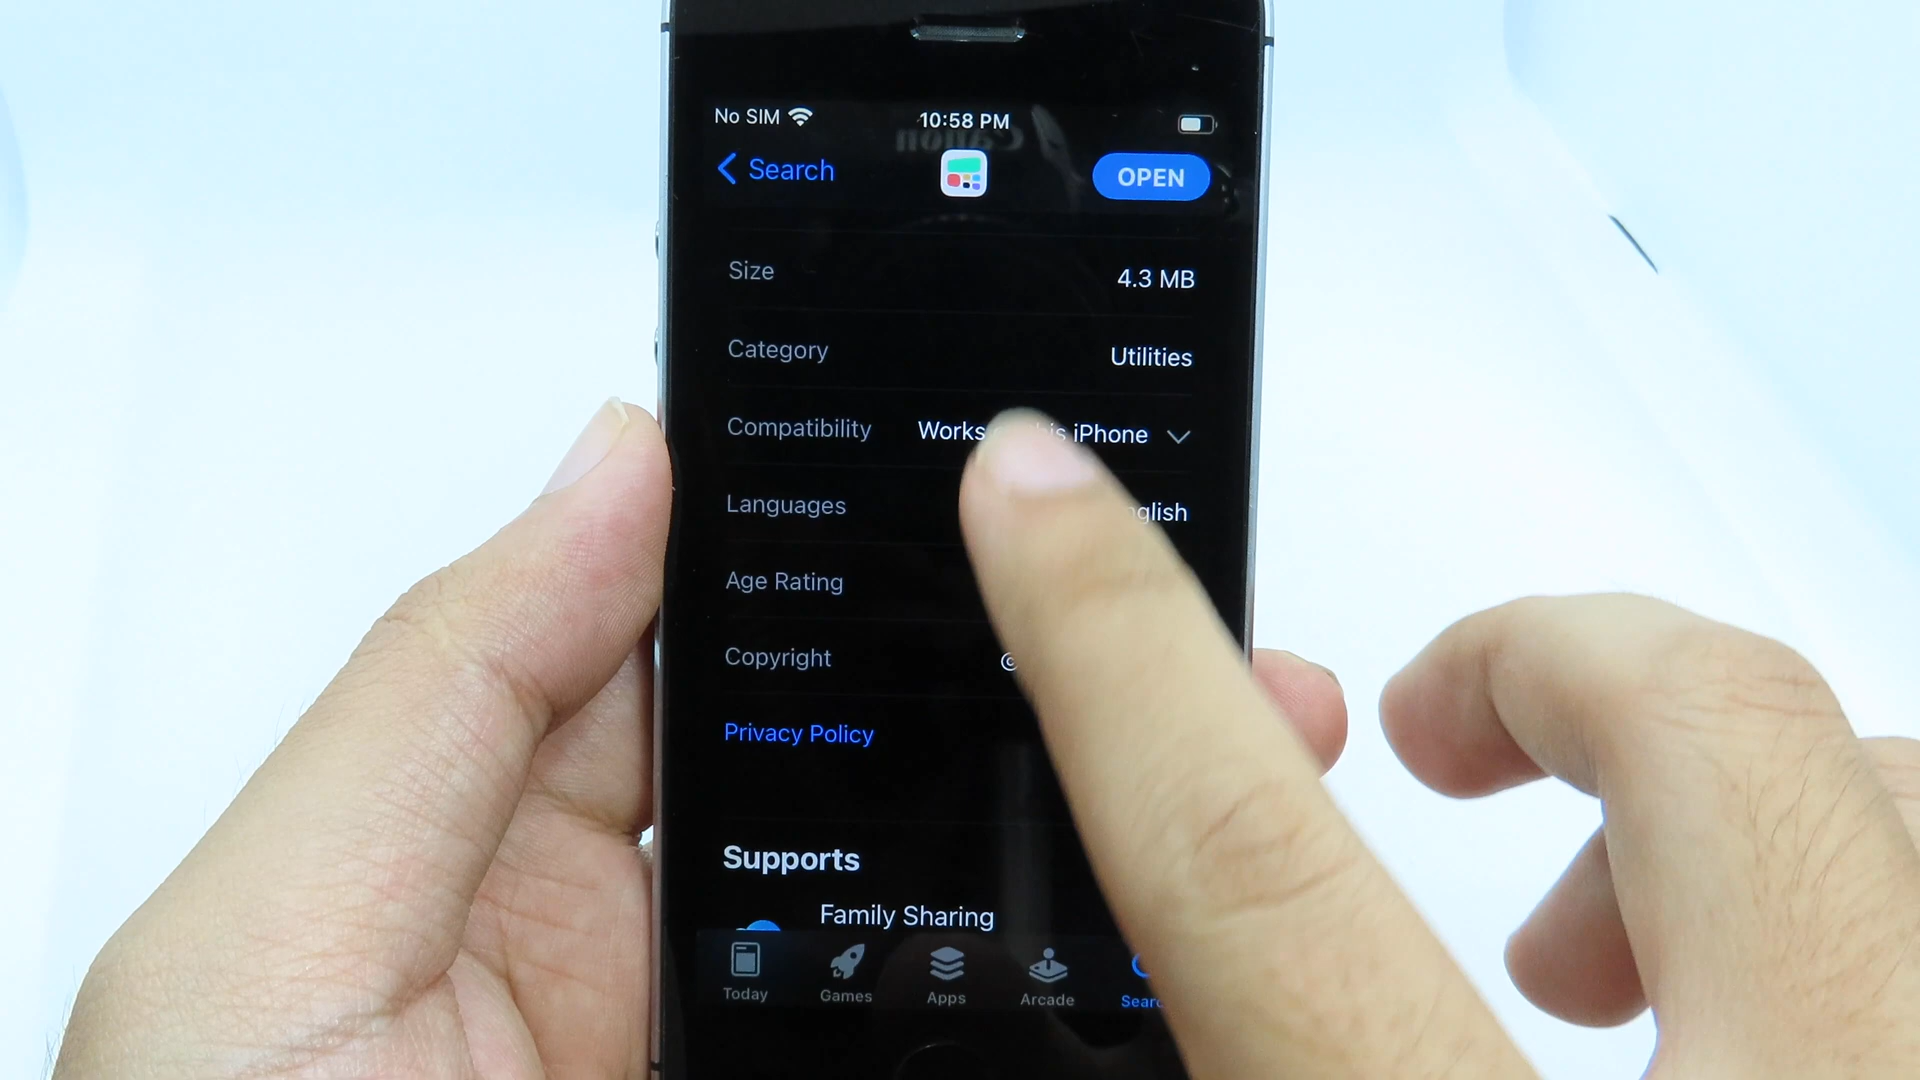 No SIM 10:58 PM
Search OPEN
Size 4.3 MB
Category Utilities
Compatibility Works iPhone
Languages
Age Rating
Copyright ©
Privacy Policy
Supports
Family Sharing
Today Games Apps Arcade